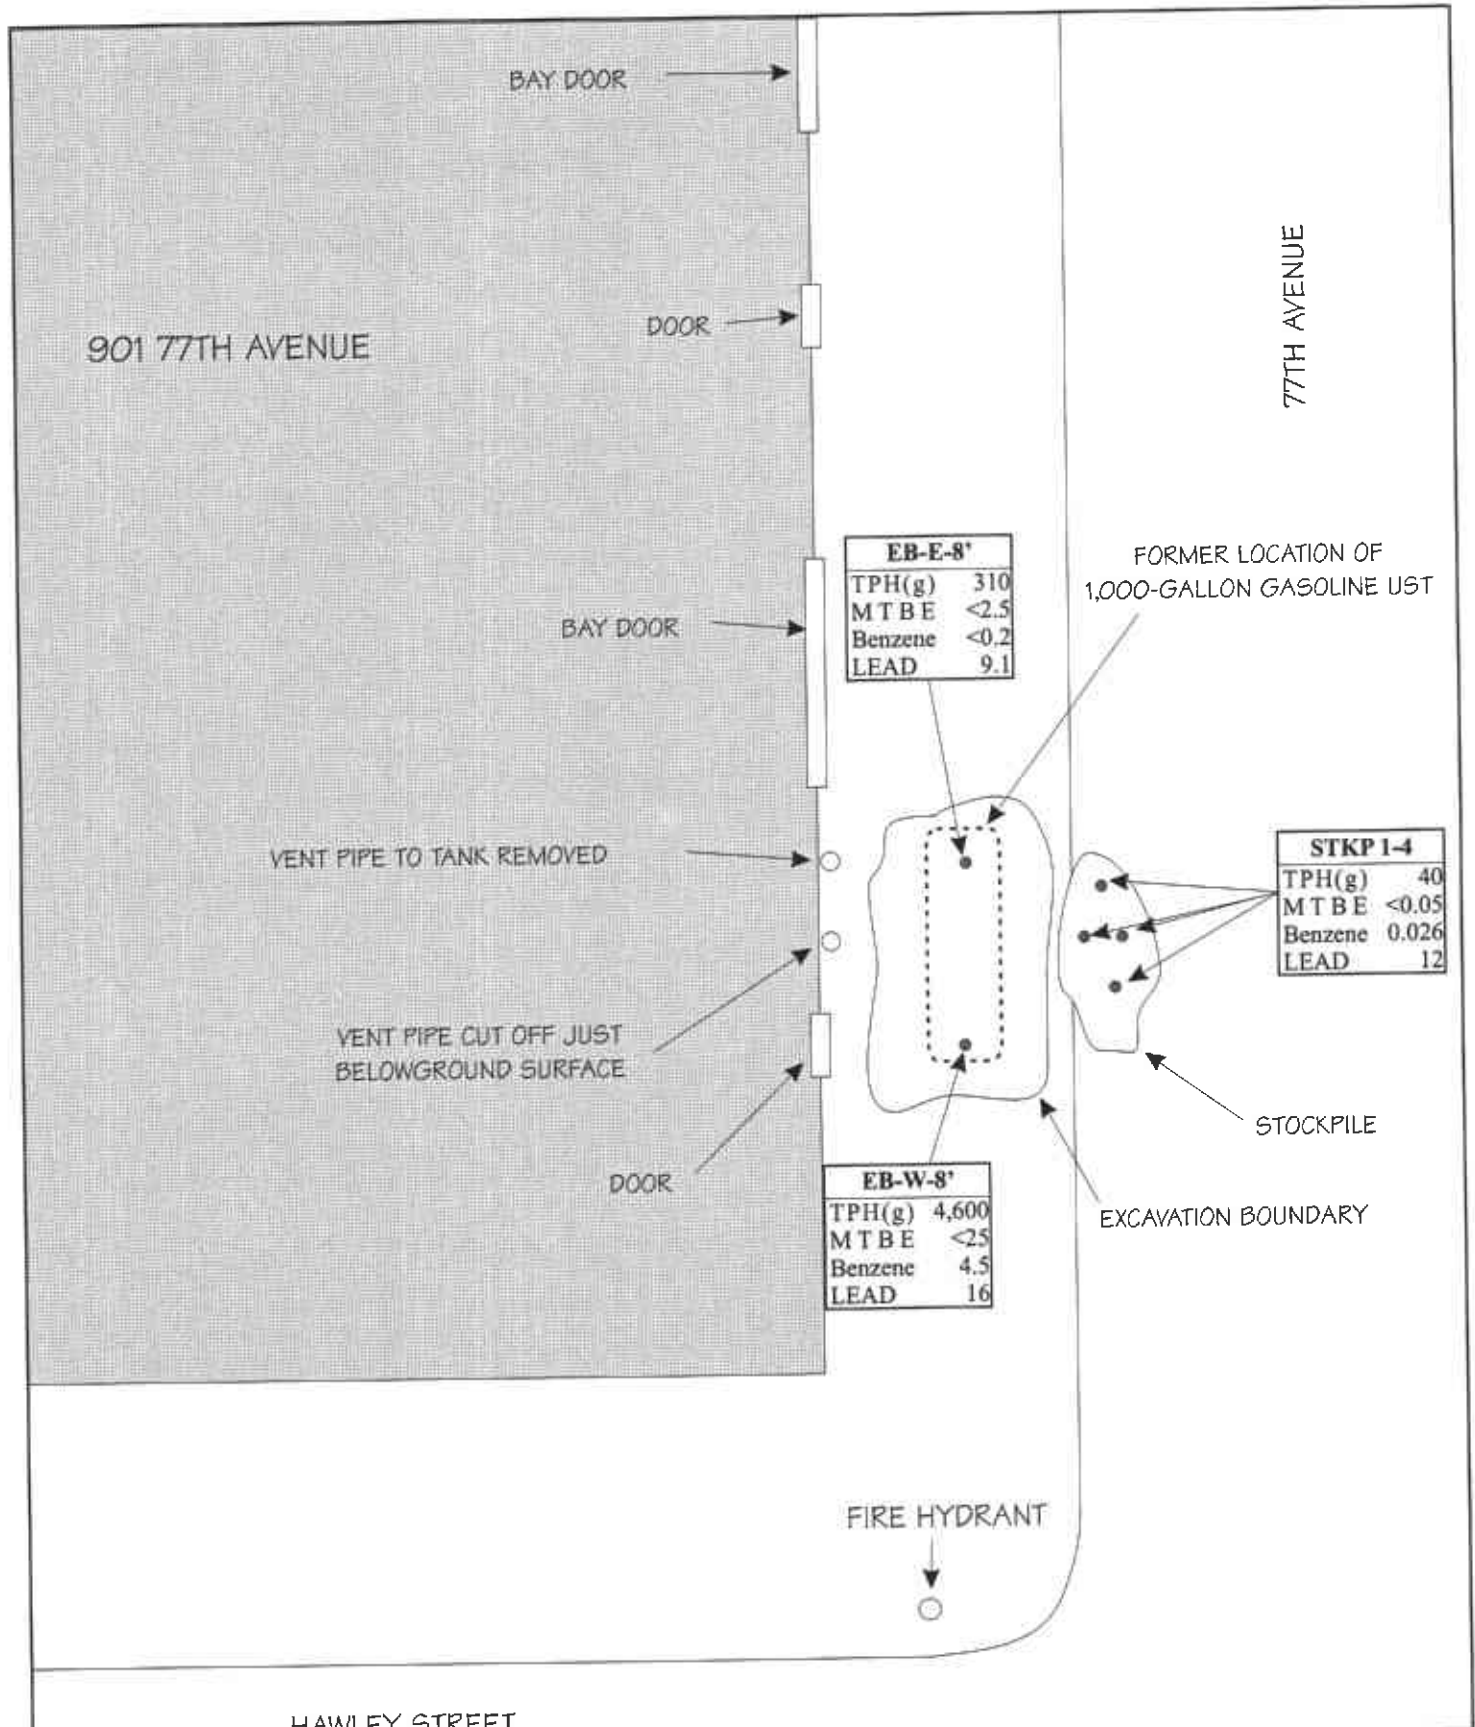 BAY DOOR
77TH AVENUE
DOOR
901 77TH AVENUE
EB-E-8'
TPH(g) 310
MTBE <2.5
Benzene <0.2
LEAD 9.1
FORMER LOCATION OF
1,000-GALLON GASOLINE UST
BAY DOOR
VENT PIPE TO TANK REMOVED
STKP 1-4
TPH(g) 40
MTBE <0.05
Benzene 0.026
LEAD 12
VENT PIPE CUT OFF JUST
BELOWGROUND SURFACE
STOCKPILE
DOOR
EB-W-8'
TPH(g) 4,600
MTBE <25
Benzene 4.5
LEAD 16
EXCAVATION BOUNDARY
FIRE HYDRANT
HAWLEY STREET